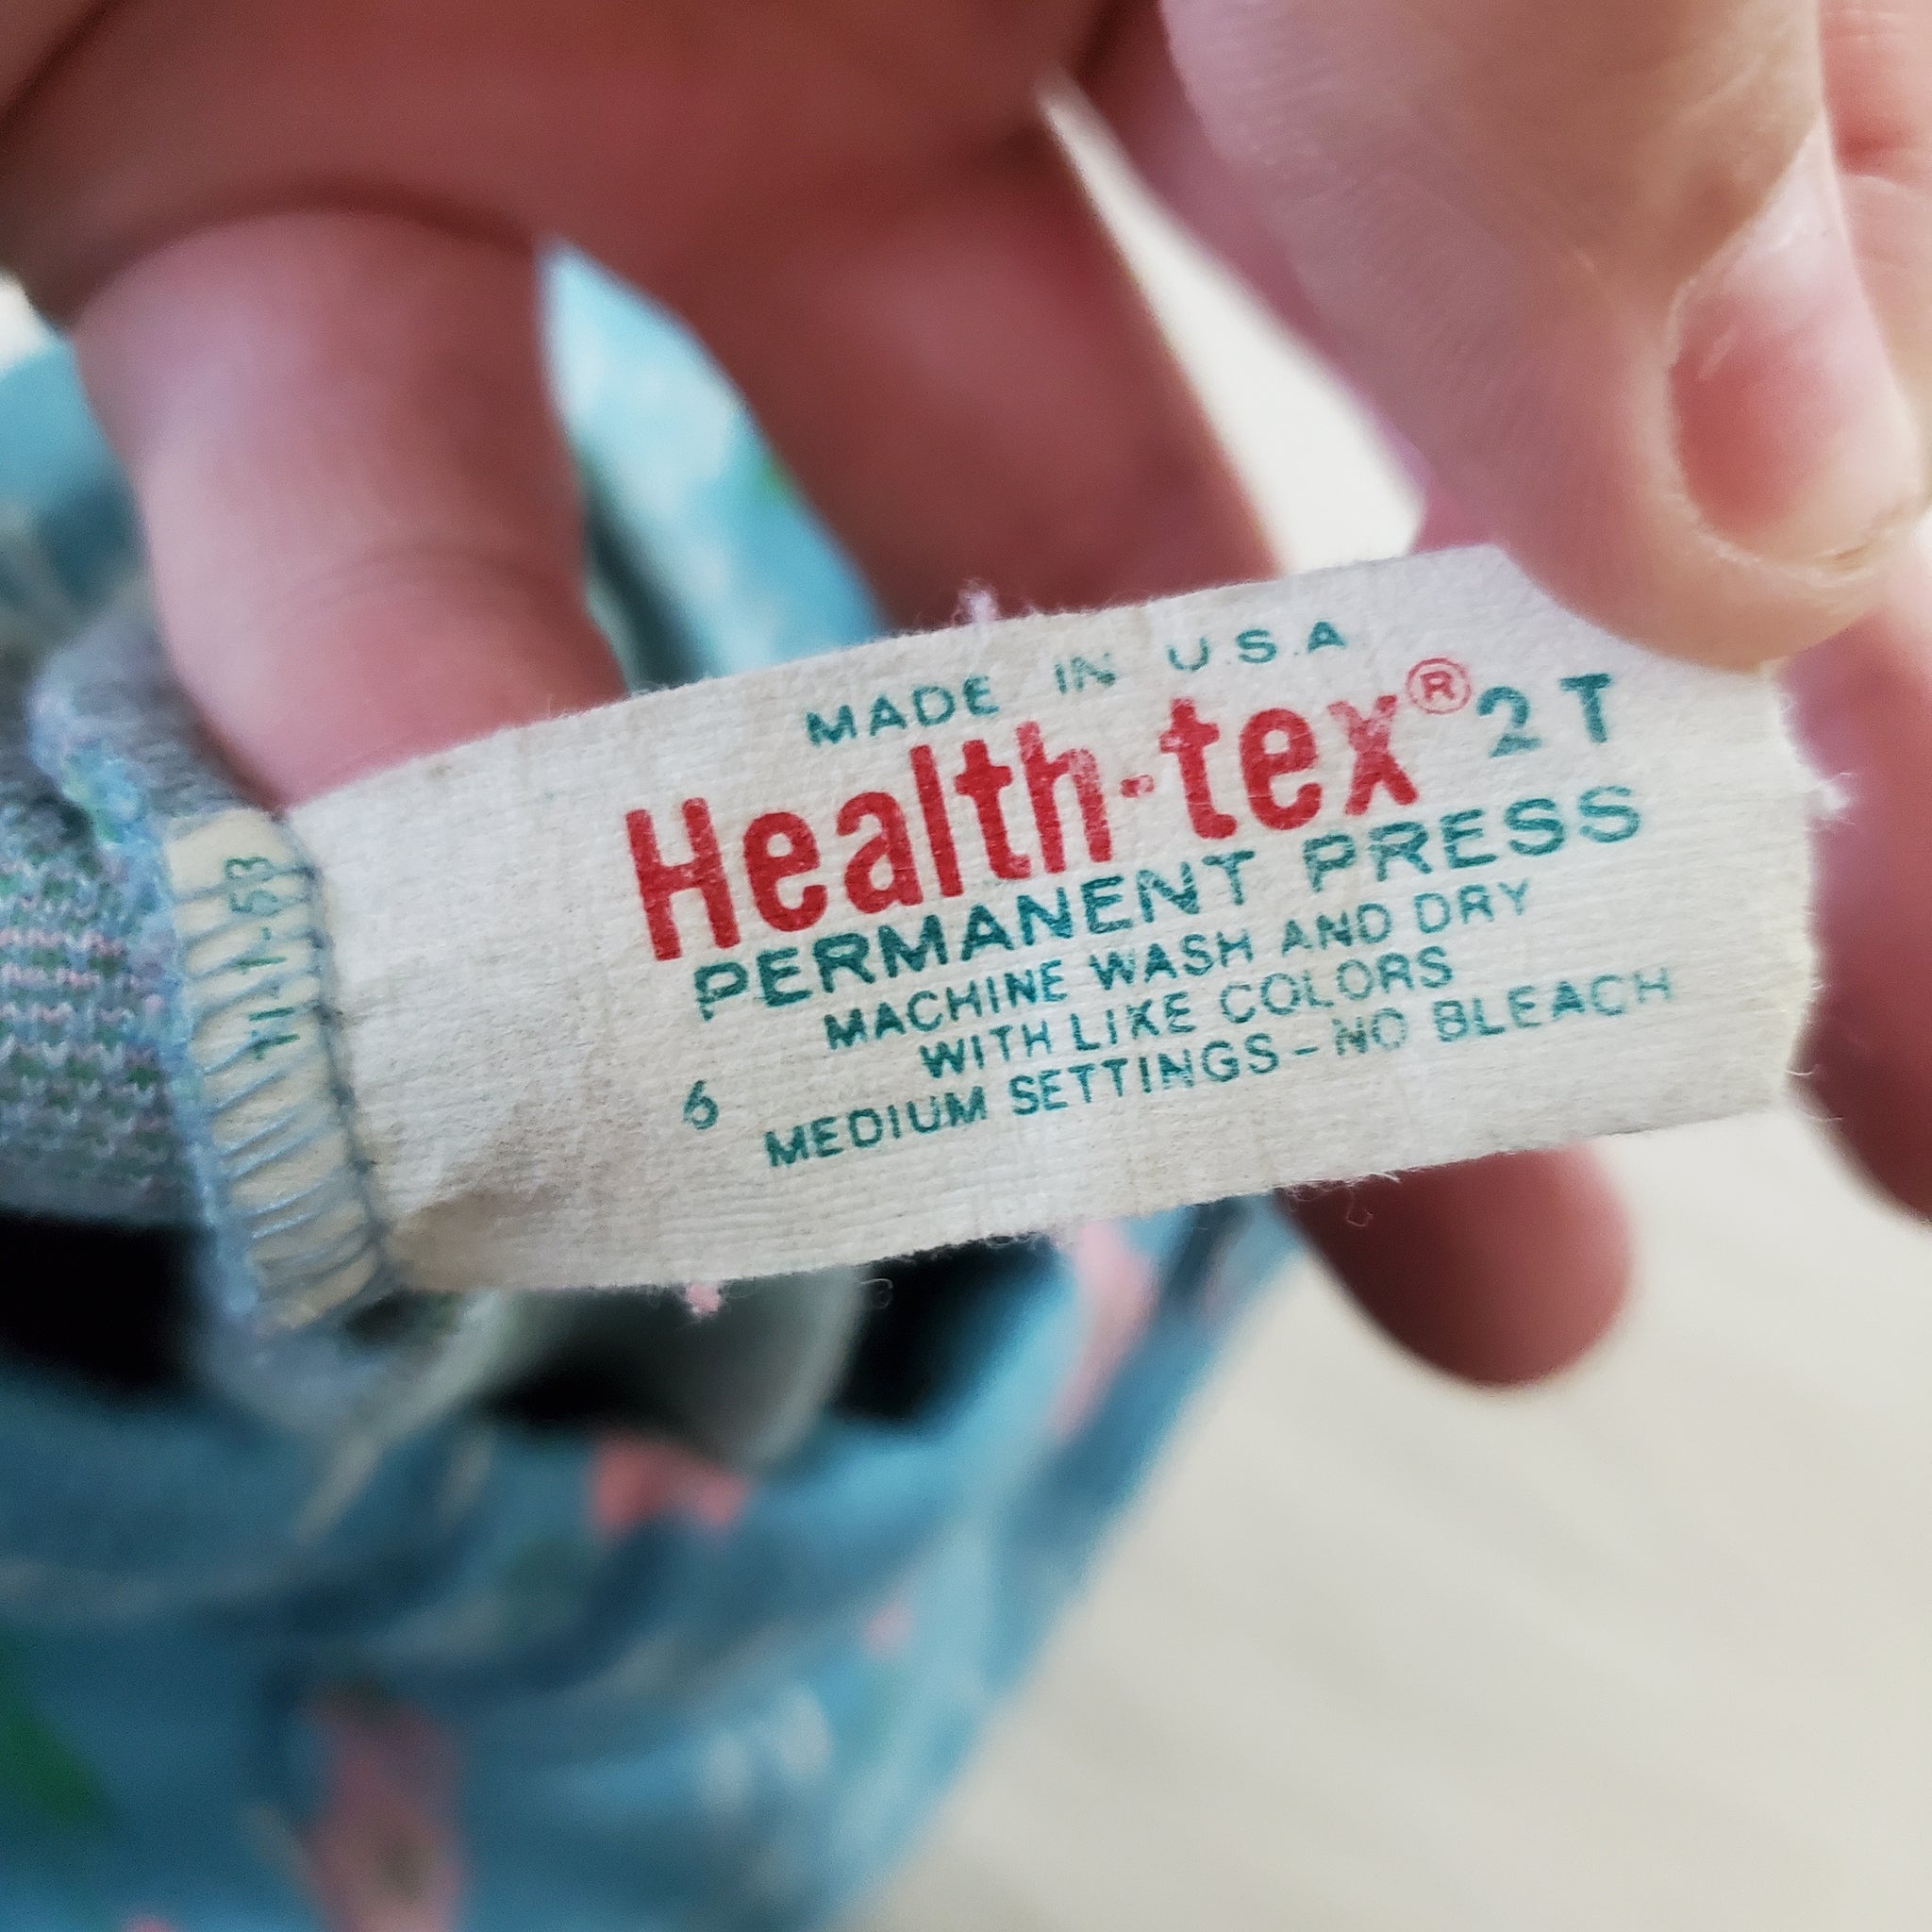 MADE IN U.S.A
Health-tex® 2T
PERMANENT PRESS
MACHINE WASH AND DRY
WITH LIKE COLORS
6 MEDIUM SETTINGS - NO BLEACH